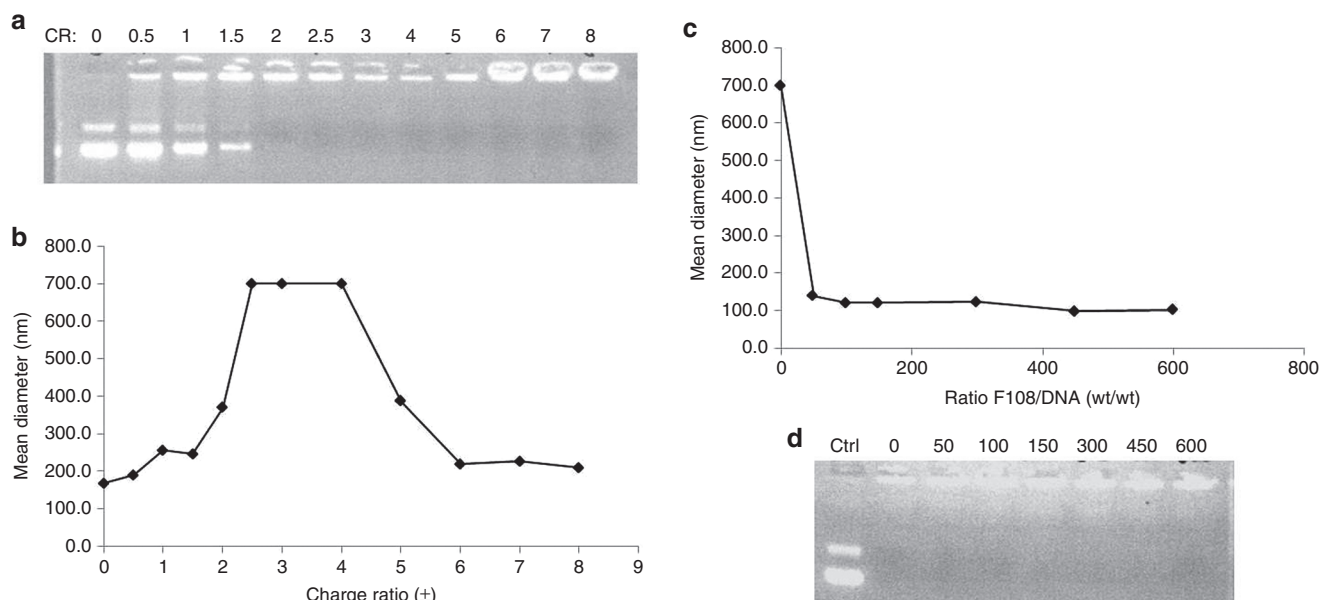 a
CR: 0 0.5 1 1.5 2 2.5 3 4 5 6 7 8
b
800.0
700.0
600.0
500.0
400.0
300.0
200.0
100.0
0.0
Mean diameter (nm)
0 1 2 3 4 5 6 7 8 9
Charge ratio (±)
c
800.0
700.0
600.0
500.0
400.0
300.0
200.0
100.0
0.0
Mean diameter (nm)
0 200 400 600 800
Ratio F108/DNA (wt/wt)
d
Ctrl 0 50 100 150 300 450 600